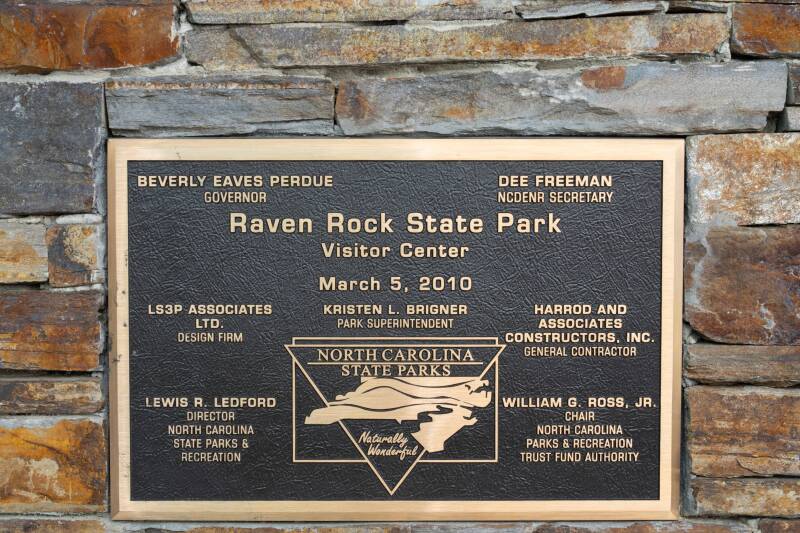 BEVERLY EAVES PERDUE
GOVERNOR
DEE FREEMAN
NCDENR SECRETARY
Raven Rock State Park
Visitor Center
March 5, 2010
LS3P ASSOCIATES
LTD.
DESIGN FIRM
KRISTEN L. BRIGNER
PARK SUPERINTENDENT
HARROD AND
ASSOCIATES
CONSTRUCTORS, INC.
GENERAL CONTRACTOR
LEWIS R. LEDFORD
DIRECTOR
NORTH CAROLINA
STATE PARKS &
RECREATION
NORTH CAROLINA
STATE PARKS
Naturally
Wonderful
WILLIAM G. ROSS, JR.
CHAIR
NORTH CAROLINA
PARKS & RECREATION
TRUST FUND AUTHORITY